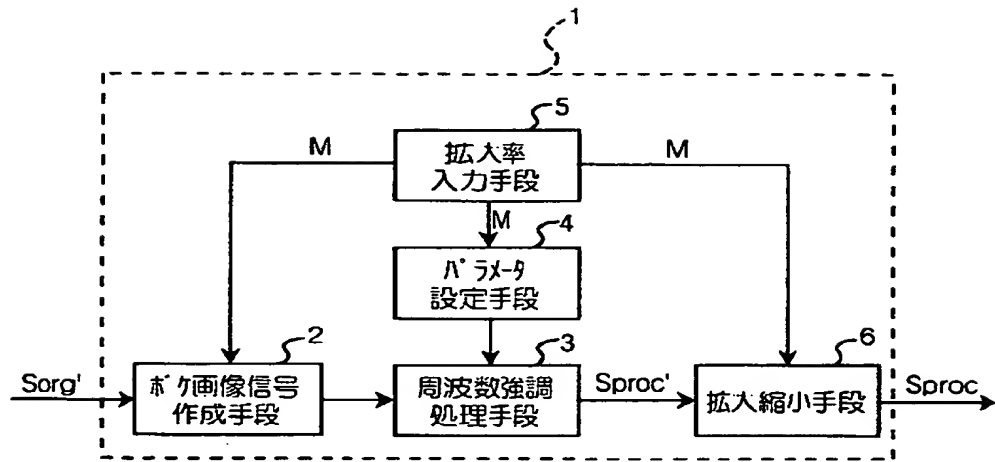 1
5
拡大率
入力手段
M
M
M
4
パラメータ
設定手段
2
3
6
Sorg'
ボケ画像信号
作成手段
周波数強調
処理手段
Sproc'
拡大縮小手段
Sproc